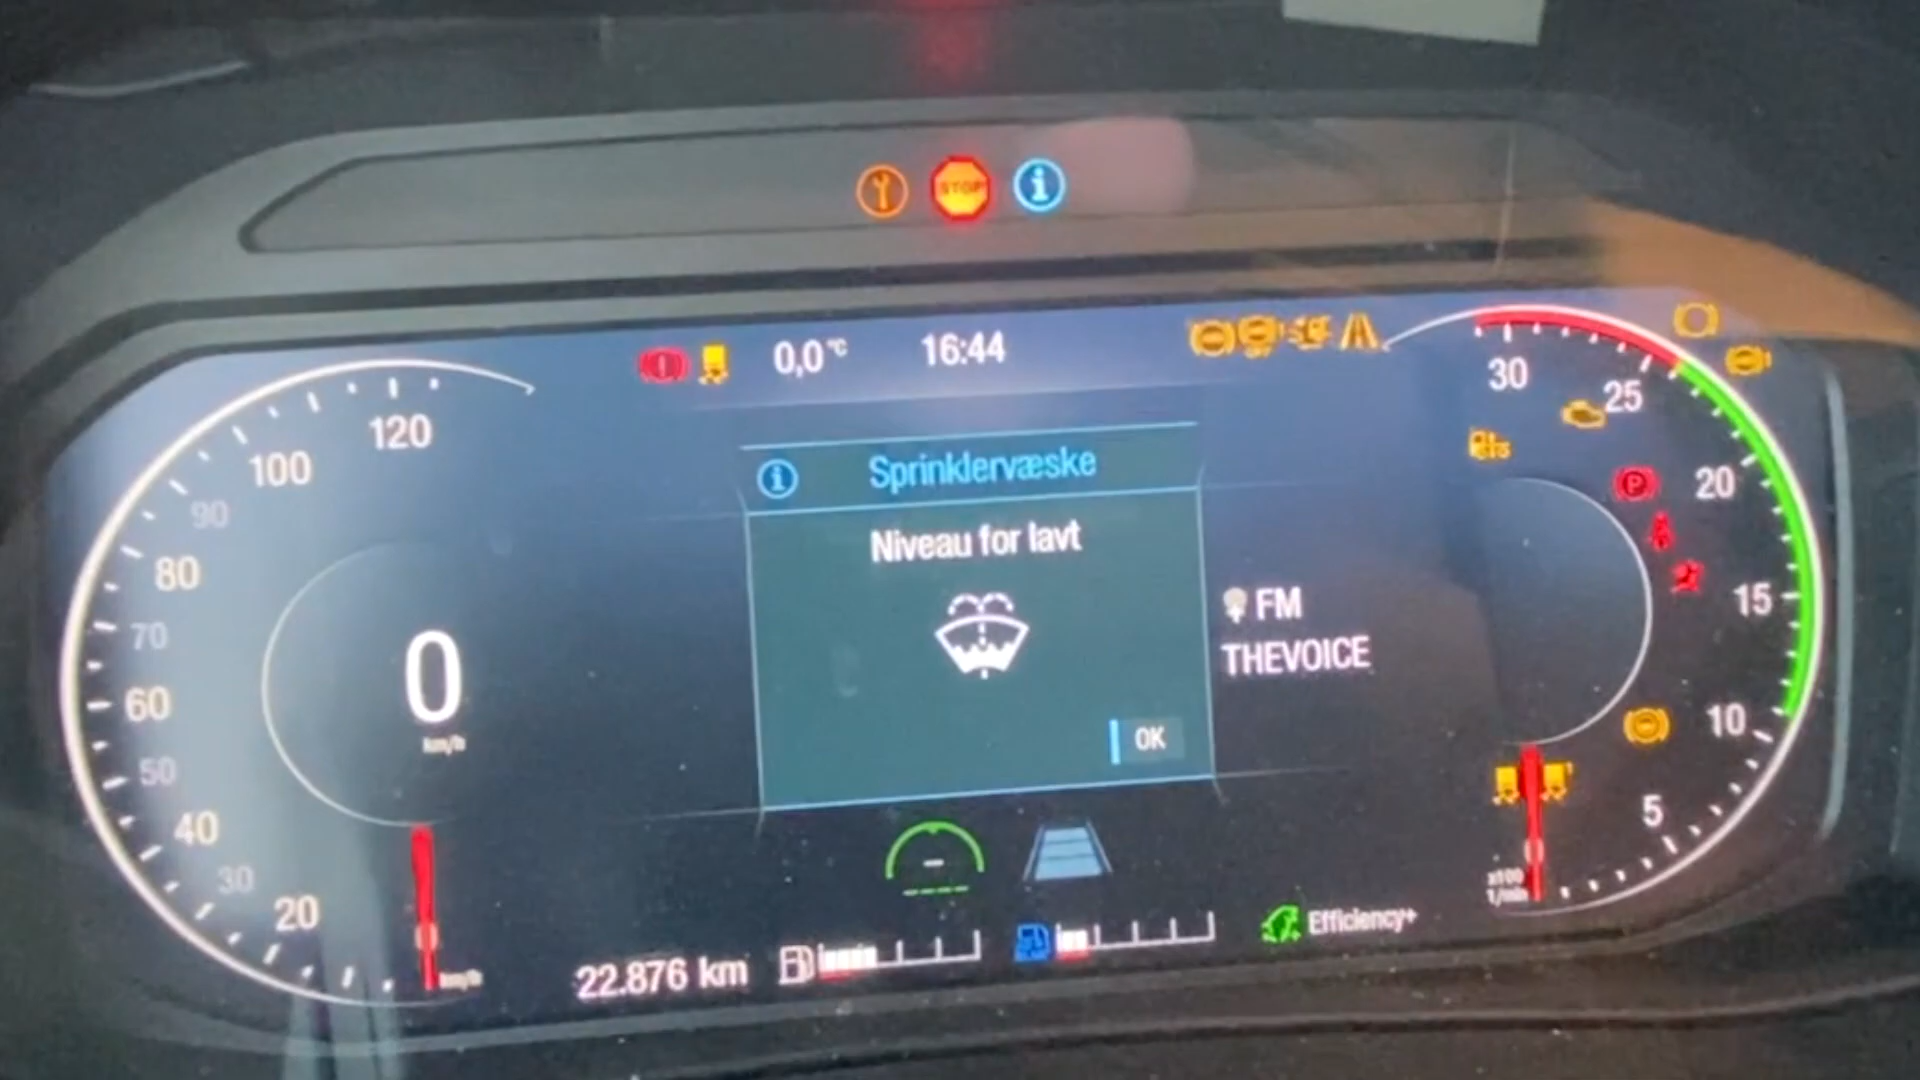 STOP
0,0°C
16:44
120
100
90
80
70
60
50
40
30
20
0
km/h
km/h
Sprinklervæske
Niveau for lavt
OK
FM
THEVOICE
30
25
20
15
10
5
0
x100
1/min
P
22.876 km
Efficiency+